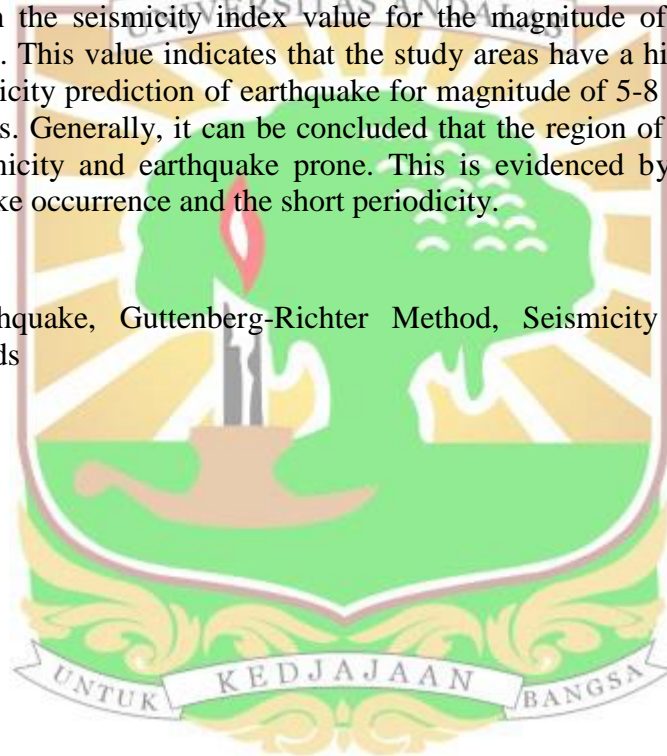 the seismicity index value for the magnitude of
. This value indicates that the study areas have a hi
icity prediction of earthquake for magnitude of 5-8
s. Generally, it can be concluded that the region of
nicity and earthquake prone. This is evidenced by
ke occurrence and the short periodicity.
hquake, Guttenberg-Richter Method, Seismicity
ds
UNIVERSITAS ANDALAS
UNTUK KEDJAJAAN BANGSA